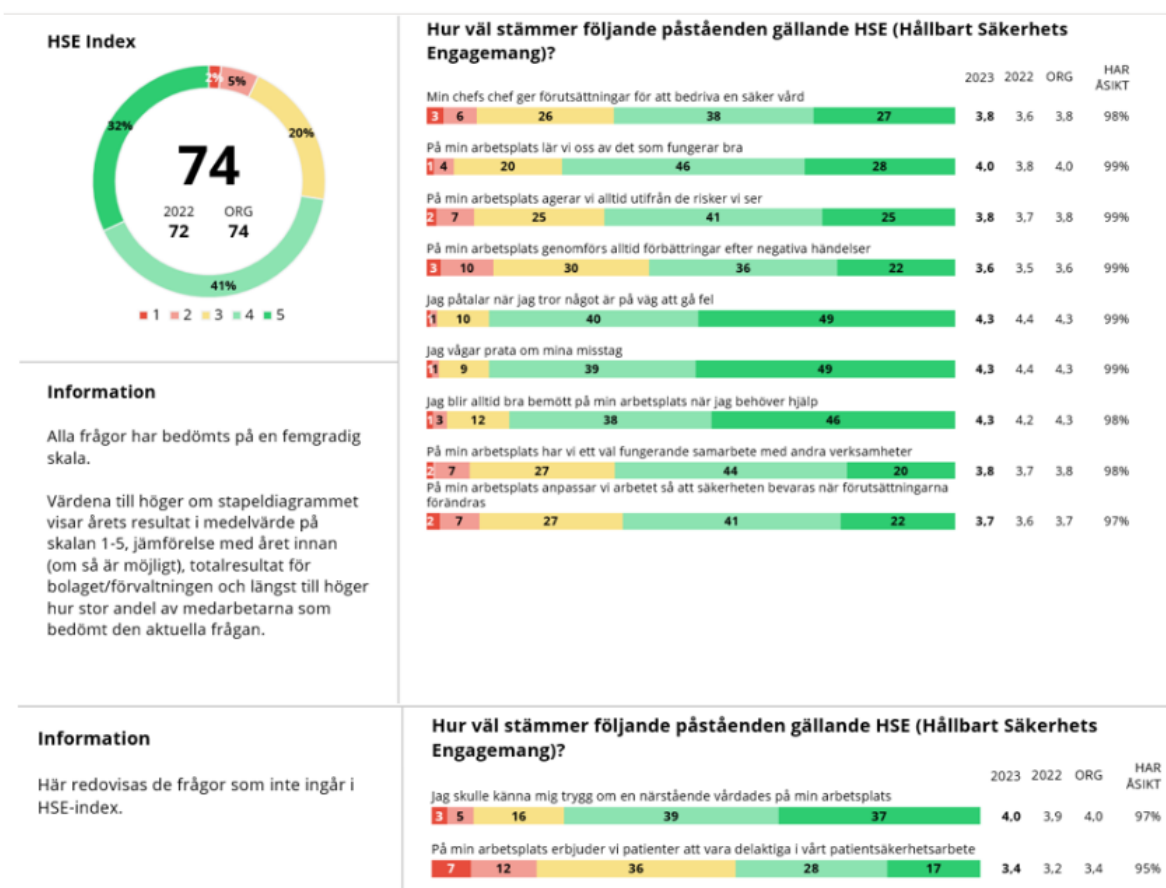 HSE Index
2%
5%
20%
41%
32%
74
2022 ORG
72 74
1 2 3 4 5
Information
Alla frågor har bedömts på en femgradig
skala.
Värdena till höger om stapeldiagrammet
visar årets resultat i medelvärde på
skalan 1-5, jämförelse med året innan
(om så är möjligt), totalresultat för
bolaget/förvaltningen och längst till höger
hur stor andel av medarbetarna som
bedömt den aktuella frågan.
Hur väl stämmer följande påståenden gällande HSE (Hållbart Säkerhets
Engagemang)?
2023 2022 ORG HAR
ÅSIKT
Min chefs chef ger förutsättningar för att bedriva en säker vård
3 6 26 38 27 3,8 3,6 3,8 98%
På min arbetsplats lär vi oss av det som fungerar bra
1 4 20 46 28 4,0 3,8 4,0 99%
På min arbetsplats agerar vi alltid utifrån de risker vi ser
2 7 25 41 25 3,8 3,7 3,8 99%
På min arbetsplats genomförs alltid förbättringar efter negativa händelser
3 10 30 36 22 3,6 3,5 3,6 99%
Jag påtalar när jag tror något är på väg att gå fel
1 10 40 49 4,3 4,4 4,3 99%
Jag vågar prata om mina misstag
1 1 9 39 49 4,3 4,4 4,3 99%
Jag blir alltid bra bemött på min arbetsplats när jag behöver hjälp
1 3 12 38 46 4,3 4,2 4,3 98%
På min arbetsplats har vi ett väl fungerande samarbete med andra verksamheter
2 7 27 44 20 3,8 3,7 3,8 98%
På min arbetsplats anpassar vi arbetet så att säkerheten bevaras när förutsättningarna
förändras
2 7 27 41 22 3,7 3,6 3,7 97%
Information
Här redovisas de frågor som inte ingår i
HSE-index.
Hur väl stämmer följande påståenden gällande HSE (Hållbart Säkerhets
Engagemang)?
2023 2022 ORG HAR
ÅSIKT
Jag skulle känna mig trygg om en närstående vårdades på min arbetsplats
3 5 16 39 37 4,0 3,9 4,0 97%
På min arbetsplats erbjuder vi patienter att vara delaktiga i vårt patientsäkerhetsarbete
7 12 36 28 17 3,4 3,2 3,4 95%